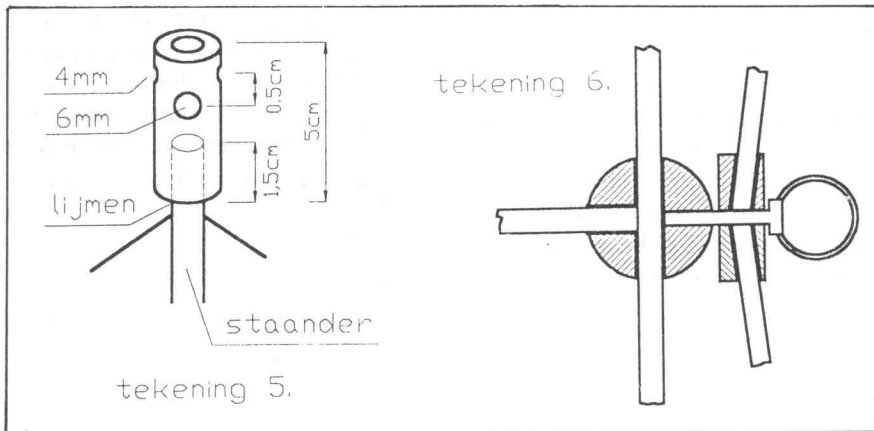 4mm
6mm
lijmen
0.5cm
5cm
1,5cm
staander
tekening 5.
tekening 6.